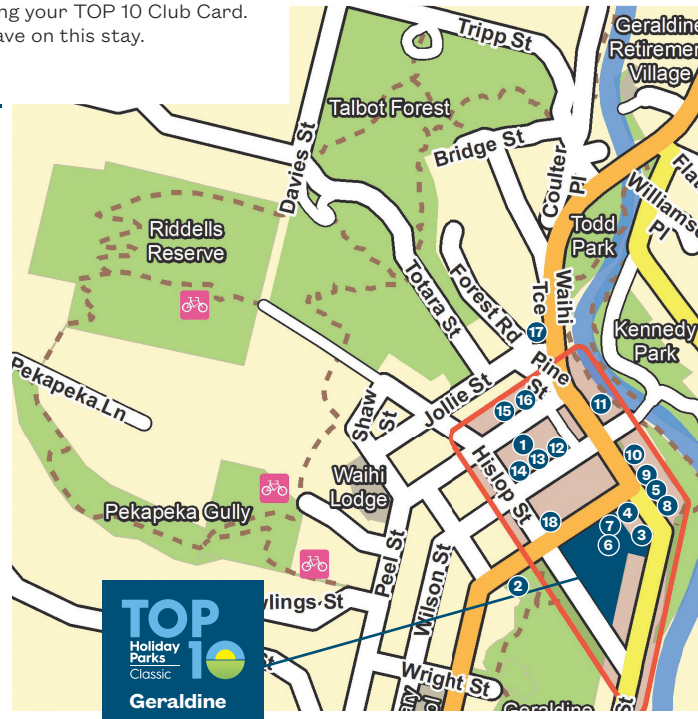 ng your TOP 10 Club Card.
ave on this stay.
Tripp St
Geraldine
Retiremen
Village
Talbot Forest
Bridge St
Davies St
Coulter
Pl
Flac
Williams
Pl
Riddells
Reserve
Todd
Park
Totara St
Forest Rd
Waihi
Tce
17
Kennedy
Park
Pine
St
Pekapeka Ln
Shaw
St
Jollie St
16
15
11
1
12
13
14
10
9
5
8
Hislop St
Waihi
Lodge
4
7
3
6
18
Pekapeka Gully
Peel St
Wilson St
2
ylings St
TOP
10
Holiday
Parks
Classic
Geraldine
St
Wright St
Geraldine
St